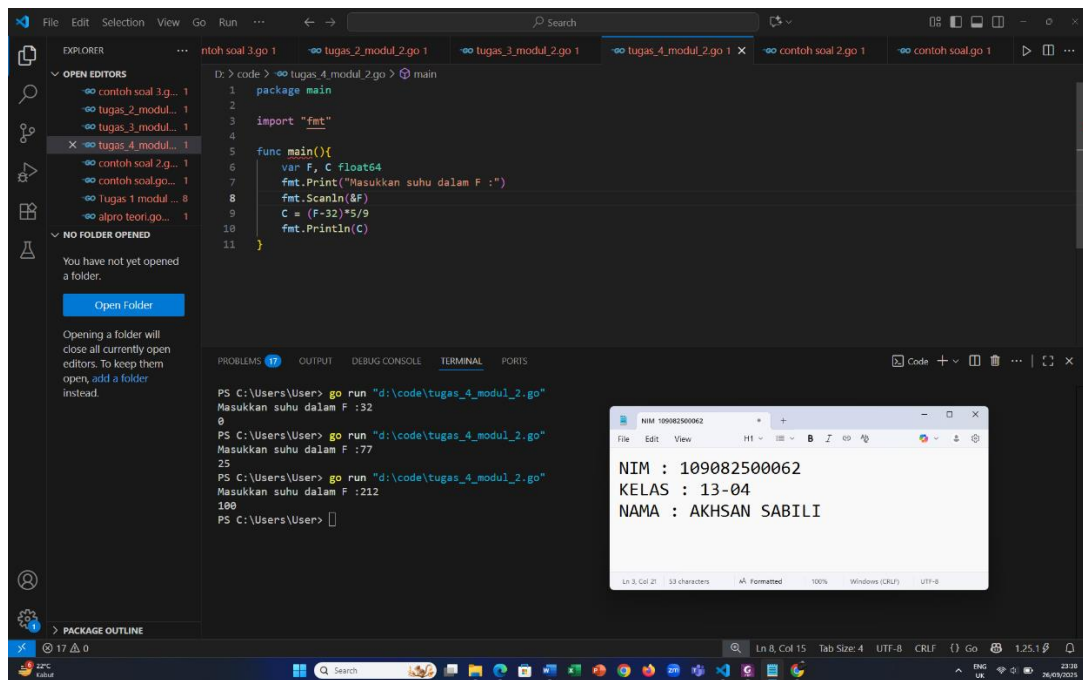 File Edit Selection View Go Run ... Search
EXPLORER ...
OPEN EDITORS
contoh soal 3.g... 1
tugas_2_modul... 1
tugas_3_modul... 1
tugas_4_modul... 1
contoh soal 2.g... 1
contoh soal.go... 1
Tugas 1 modul ... 8
alpro teori.go... 1
NO FOLDER OPENED
You have not yet opened
a folder.
Open Folder
Opening a folder will
close all currently open
editors. To keep them
open, add a folder
instead.
PACKAGE OUTLINE
ntoh soal 3.go 1 tugas_2_modul_2.go 1 tugas_3_modul_2.go 1 tugas_4_modul_2.go 1 contoh soal 2.go 1 contoh soal.go 1 ...
D: > code > tugas_4_modul_2.go > main
1 package main
2
3 import "fmt"
4
5 func main(){
6 var F, C float64
7 fmt.Print("Masukkan suhu dalam F :")
8 fmt.Scanln(&F)
9 C = (F-32)*5/9
10 fmt.Println(C)
11 }
PROBLEMS 17 OUTPUT DEBUG CONSOLE TERMINAL PORTS Code ...
PS C:\Users\User> go run "d:\code\tugas_4_modul_2.go"
Masukkan suhu dalam F :32
0
PS C:\Users\User> go run "d:\code\tugas_4_modul_2.go"
Masukkan suhu dalam F :77
25
PS C:\Users\User> go run "d:\code\tugas_4_modul_2.go"
Masukkan suhu dalam F :212
100
PS C:\Users\User>
NIM 109082500062
File Edit View H1 B I
NIM : 109082500062
KELAS : 13-04
NAMA : AKHSAN SABILI
Ln 3, Col 21 53 characters Formatted 100% Windows (CRLF) UTF-8
17 0 Ln 8, Col 15 Tab Size: 4 UTF-8 CRLF {} Go 1.25.1
22°C
Kabut
Search
ENG
UK
23:38
26/09/2025